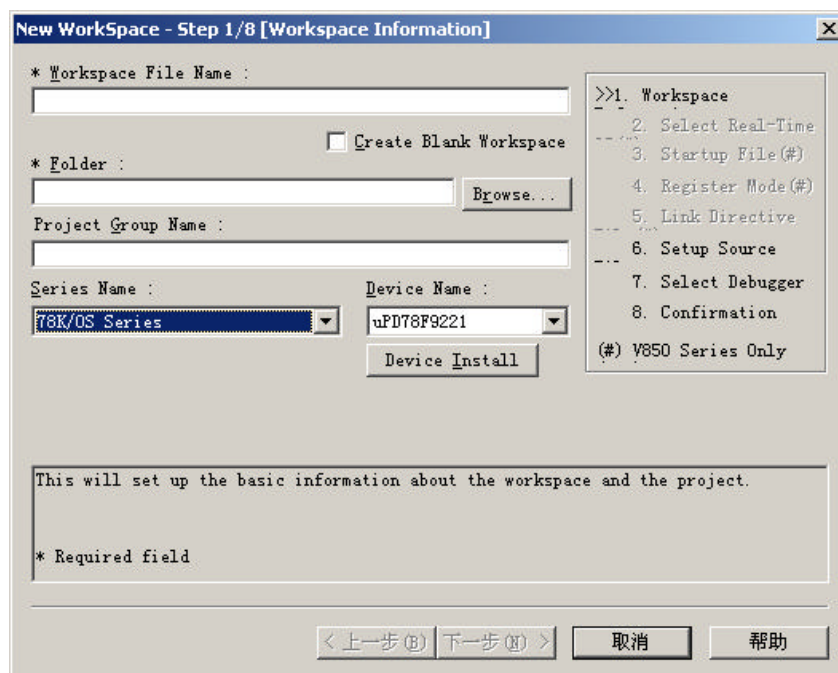 New WorkSpace - Step 1/8 [Workspace Information]
* Workspace File Name :
Create Blank Workspace
* Folder :
Browse...
Project Group Name :
Series Name :
Device Name :
78K/0S Series
uPD78F9221
Device Install
>>1. Workspace
2. Select Real-Time
3. Startup File(#)
4. Register Mode(#)
5. Link Directive
6. Setup Source
7. Select Debugger
8. Confirmation
(#) V850 Series Only
This will set up the basic information about the workspace and the project.
* Required field
< 上一步(B) 下一步(N) > 取消 帮助